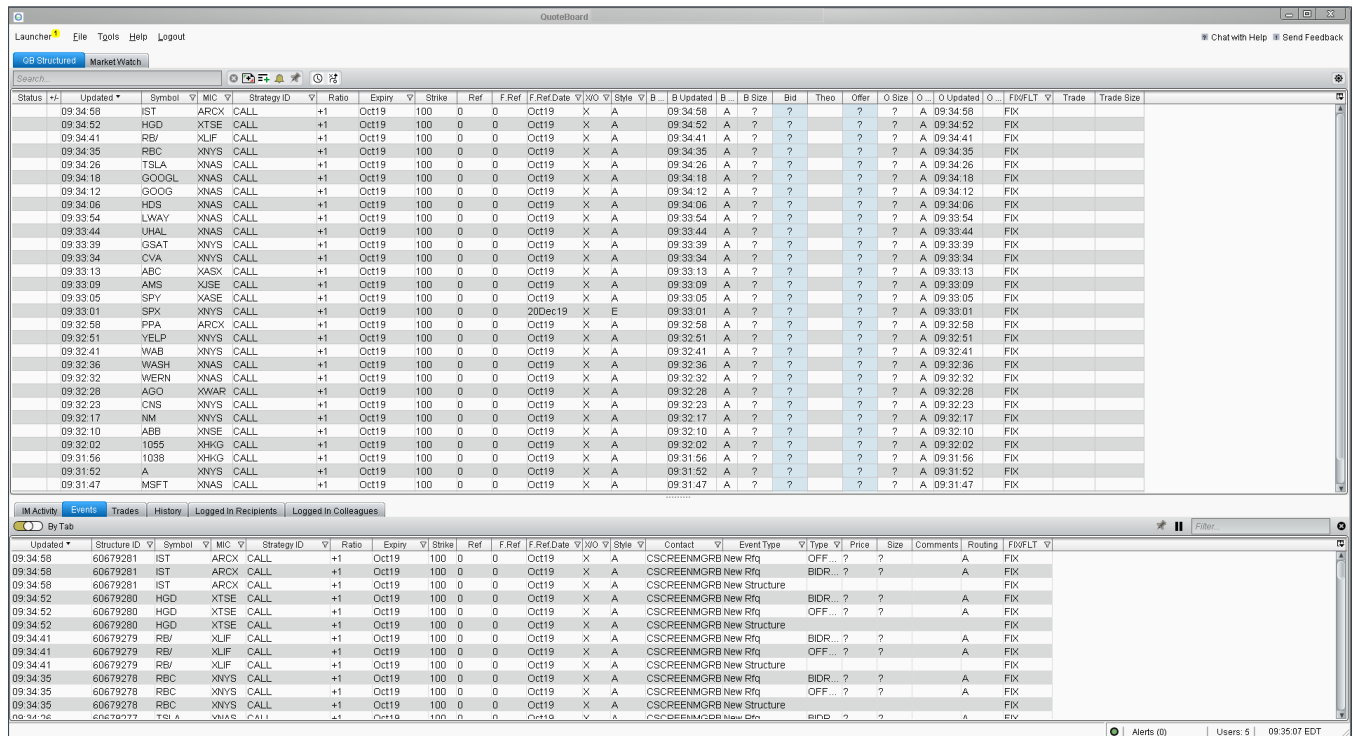 QuoteBoard
Launcher 1 File Tools Help Logout Chat with Help Send Feedback
QB Structured Market Watch
Search...
Status +/- Updated Symbol MIC Strategy ID Ratio Expiry Strike Ref F.Ref F.Ref.Date X/O Style B ... B Updated B ... B Size Bid Theo Offer O Size O ... O Updated O ... FIX/FLT Trade Trade Size
09:34:58 IST ARCX CALL +1 Oct19 100 0 0 Oct19 X A 09:34:58 A ? ? ? ? A 09:34:58 FIX
09:34:52 HGD XTSE CALL +1 Oct19 100 0 0 Oct19 X A 09:34:52 A ? ? ? ? A 09:34:52 FIX
09:34:41 RB/ XLIF CALL +1 Oct19 100 0 0 Oct19 X A 09:34:41 A ? ? ? ? A 09:34:41 FIX
09:34:35 RBC XNYS CALL +1 Oct19 100 0 0 Oct19 X A 09:34:35 A ? ? ? ? A 09:34:35 FIX
09:34:26 TSLA XNAS CALL +1 Oct19 100 0 0 Oct19 X A 09:34:26 A ? ? ? ? A 09:34:26 FIX
09:34:18 GOOGL XNAS CALL +1 Oct19 100 0 0 Oct19 X A 09:34:18 A ? ? ? ? A 09:34:18 FIX
09:34:12 GOOG XNAS CALL +1 Oct19 100 0 0 Oct19 X A 09:34:12 A ? ? ? ? A 09:34:12 FIX
09:34:06 HDS XNAS CALL +1 Oct19 100 0 0 Oct19 X A 09:34:06 A ? ? ? ? A 09:34:06 FIX
09:33:54 LWAY XNAS CALL +1 Oct19 100 0 0 Oct19 X A 09:33:54 A ? ? ? ? A 09:33:54 FIX
09:33:44 UHAL XNAS CALL +1 Oct19 100 0 0 Oct19 X A 09:33:44 A ? ? ? ? A 09:33:44 FIX
09:33:39 GSAT XNYS CALL +1 Oct19 100 0 0 Oct19 X A 09:33:39 A ? ? ? ? A 09:33:39 FIX
09:33:34 CVA XNYS CALL +1 Oct19 100 0 0 Oct19 X A 09:33:34 A ? ? ? ? A 09:33:34 FIX
09:33:13 ABC XASX CALL +1 Oct19 100 0 0 Oct19 X A 09:33:13 A ? ? ? ? A 09:33:13 FIX
09:33:09 AMS XJSE CALL +1 Oct19 100 0 0 Oct19 X A 09:33:09 A ? ? ? ? A 09:33:09 FIX
09:33:05 SPY XASE CALL +1 Oct19 100 0 0 Oct19 X A 09:33:05 A ? ? ? ? A 09:33:05 FIX
09:33:01 SPX XNYS CALL +1 Oct19 100 0 0 20Dec19 X E 09:33:01 A ? ? ? ? A 09:33:01 FIX
09:32:58 PPA ARCX CALL +1 Oct19 100 0 0 Oct19 X A 09:32:58 A ? ? ? ? A 09:32:58 FIX
09:32:51 YELP XNYS CALL +1 Oct19 100 0 0 Oct19 X A 09:32:51 A ? ? ? ? A 09:32:51 FIX
09:32:41 WAB XNYS CALL +1 Oct19 100 0 0 Oct19 X A 09:32:41 A ? ? ? ? A 09:32:41 FIX
09:32:36 WASH XNAS CALL +1 Oct19 100 0 0 Oct19 X A 09:32:36 A ? ? ? ? A 09:32:36 FIX
09:32:32 WERN XNAS CALL +1 Oct19 100 0 0 Oct19 X A 09:32:32 A ? ? ? ? A 09:32:32 FIX
09:32:28 AGO XWAR CALL +1 Oct19 100 0 0 Oct19 X A 09:32:28 A ? ? ? ? A 09:32:28 FIX
09:32:23 CNS XNYS CALL +1 Oct19 100 0 0 Oct19 X A 09:32:23 A ? ? ? ? A 09:32:23 FIX
09:32:17 NM XNYS CALL +1 Oct19 100 0 0 Oct19 X A 09:32:17 A ? ? ? ? A 09:32:17 FIX
09:32:10 ABB XNSE CALL +1 Oct19 100 0 0 Oct19 X A 09:32:10 A ? ? ? ? A 09:32:10 FIX
09:32:02 1055 XHKG CALL +1 Oct19 100 0 0 Oct19 X A 09:32:02 A ? ? ? ? A 09:32:02 FIX
09:31:56 1038 XHKG CALL +1 Oct19 100 0 0 Oct19 X A 09:31:56 A ? ? ? ? A 09:31:56 FIX
09:31:52 A XNYS CALL +1 Oct19 100 0 0 Oct19 X A 09:31:52 A ? ? ? ? A 09:31:52 FIX
09:31:47 MSFT XNAS CALL +1 Oct19 100 0 0 Oct19 X A 09:31:47 A ? ? ? ? A 09:31:47 FIX
IM Activity Events Trades History Logged In Recipients Logged In Colleagues
By Tab Filter...
Updated Structure ID Symbol MIC Strategy ID Ratio Expiry Strike Ref F.Ref F.Ref.Date X/O Style Contact Event Type Type Price Size Comments Routing FIX/FLT
09:34:58 60679281 IST ARCX CALL +1 Oct19 100 0 0 Oct19 X A CSCREENMGRB New Rfq OFF... ? ? A FIX
09:34:58 60679281 IST ARCX CALL +1 Oct19 100 0 0 Oct19 X A CSCREENMGRB New Rfq BIDR... ? ? A FIX
09:34:58 60679281 IST ARCX CALL +1 Oct19 100 0 0 Oct19 X A CSCREENMGRB New Structure FIX
09:34:52 60679280 HGD XTSE CALL +1 Oct19 100 0 0 Oct19 X A CSCREENMGRB New Rfq BIDR... ? ? A FIX
09:34:52 60679280 HGD XTSE CALL +1 Oct19 100 0 0 Oct19 X A CSCREENMGRB New Rfq OFF... ? ? A FIX
09:34:52 60679280 HGD XTSE CALL +1 Oct19 100 0 0 Oct19 X A CSCREENMGRB New Structure FIX
09:34:41 60679279 RB/ XLIF CALL +1 Oct19 100 0 0 Oct19 X A CSCREENMGRB New Rfq BIDR... ? ? A FIX
09:34:41 60679279 RB/ XLIF CALL +1 Oct19 100 0 0 Oct19 X A CSCREENMGRB New Rfq OFF... ? ? A FIX
09:34:41 60679279 RB/ XLIF CALL +1 Oct19 100 0 0 Oct19 X A CSCREENMGRB New Structure FIX
09:34:35 60679278 RBC XNYS CALL +1 Oct19 100 0 0 Oct19 X A CSCREENMGRB New Rfq BIDR... ? ? A FIX
09:34:35 60679278 RBC XNYS CALL +1 Oct19 100 0 0 Oct19 X A CSCREENMGRB New Rfq OFF... ? ? A FIX
09:34:35 60679278 RBC XNYS CALL +1 Oct19 100 0 0 Oct19 X A CSCREENMGRB New Structure FIX
09:34:26 60679277 TSLA XNAS CALL +1 Oct19 100 0 0 Oct19 X A CSCREENMGRB New Rfq BIDR... ? ? A FIX
Alerts (0) Users: 5 09:35:07 EDT